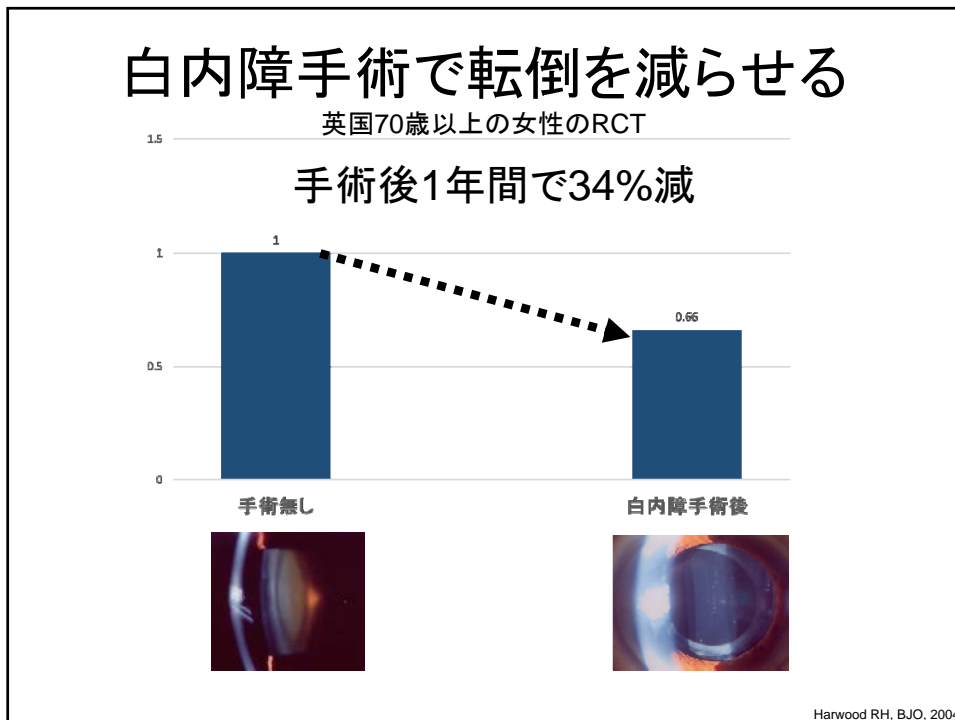 白内障手術で転倒を減らせる
英国70歳以上の女性のRCT
1.5
手術後1年間で34%減
1
1
0.66
0.5
0
手術無し
白内障手術後
Harwood RH, BJO, 2004